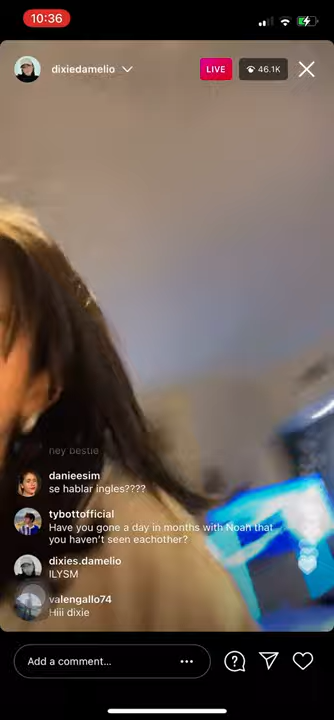 10:36
dixiedamelio
LIVE
46.1K
hey bestie
danieesim
se hablar ingles????
tybottofficial
Have you gone a day in months with Noah that
you haven't seen eachother?
dixies.damelio
ILYSM
valengallo74
Hiii dixie
Add a comment...